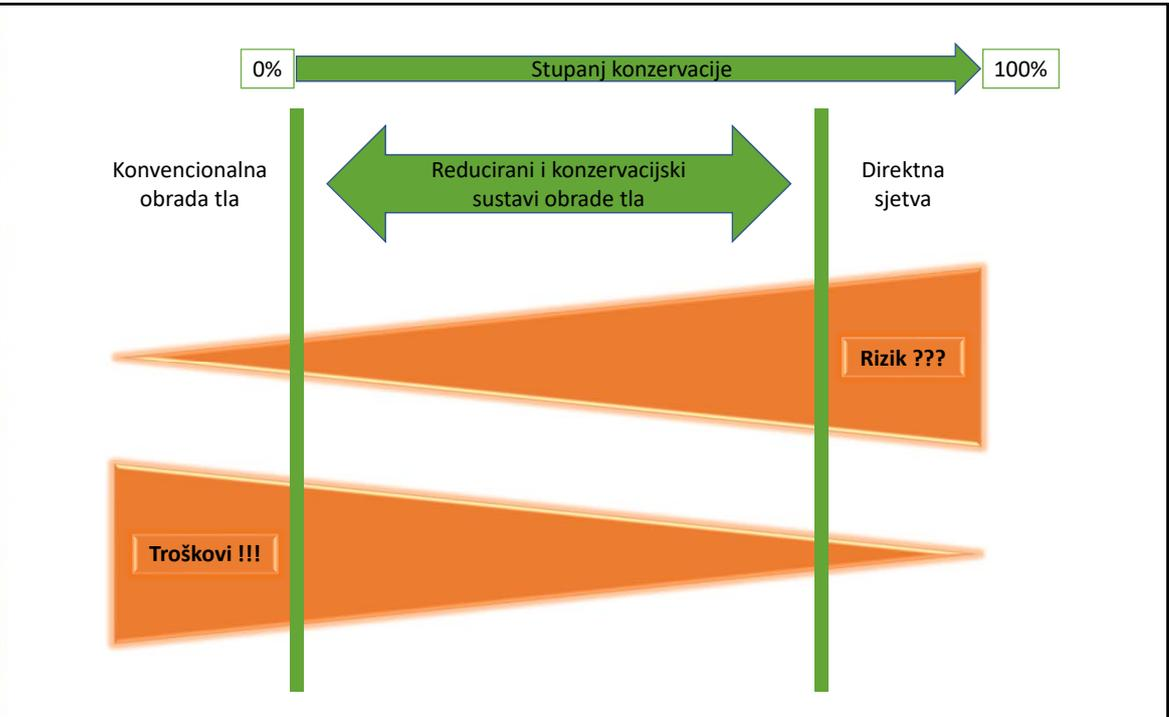 0%
Stupanj konzervacije
100%
Konvencionalna
obrada tla
Reducirani i konzervacijski
sustavi obrade tla
Direktna
sjetva
Rizik ???
Troškovi !!!